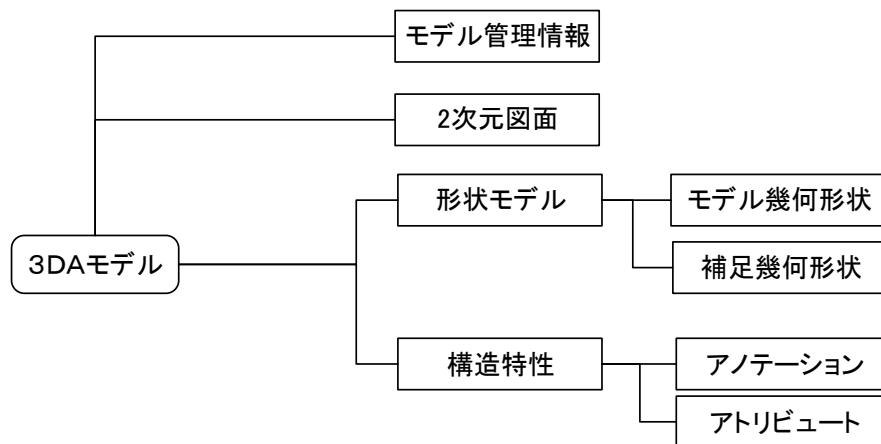 モデル管理情報
2次元図面
形状モデル
モデル幾何形状
補足幾何形状
3DAモデル
構造特性
アノテーション
アトリビュート